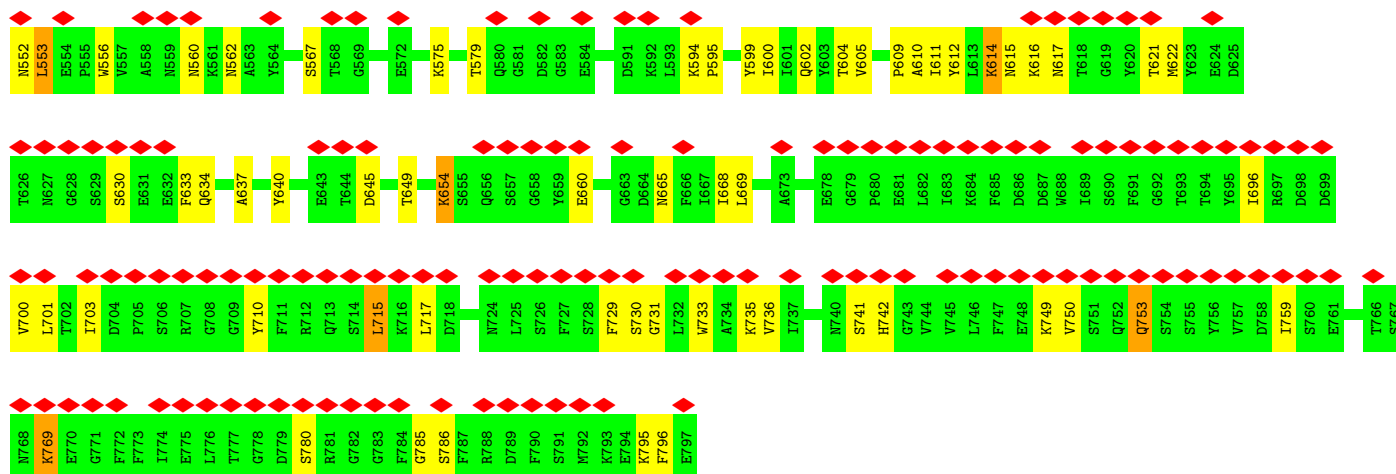 N552 L553 E554 P555 W556 V557 A558 N559 N560 K561 N562 A563 Y564 S567 T568 G569 E572 K575 T579 Q580 G581 D582 G583 E584 D591 K592 L593 K594 P595 Y599 I600 I601 Q602 Y603 T604 V605 P609 A610 I611 Y612 L613 K614 N615 K616 N617 T618 G619 Y620 T621 M622 Y623 E624 D625
T626 N627 G628 S629 S630 E631 E632 F633 Q634 A637 Y640 E643 T644 D645 T649 K654 S655 Q656 S657 G658 Y659 E660 G663 D664 N665 F666 I667 I668 L669 A673 E678 G679 P680 E681 L682 I683 K684 F685 D686 D687 W688 I689 S690 F691 G692 T693 T694 Y695 I696 R697 D698 D699
V700 L701 T702 I703 D704 P705 S706 R707 G708 G709 Y710 F711 R712 Q713 S714 L715 K716 L717 D718 N724 L725 S726 F727 S728 F729 S730 G731 L732 W733 A734 K735 V736 I737 N740 S741 H742 G743 V744 V745 L746 F747 E748 K749 V750 S751 Q752 Q753 S754 S755 Y756 V757 D758 I759 S760 E761 T766 S767
N768 K769 E770 G771 F772 F773 I774 E775 L776 T777 G778 D779 S780 R781 G782 G783 F784 G785 S786 F787 R788 D789 F790 S791 M792 K793 E794 K795 F796 E797